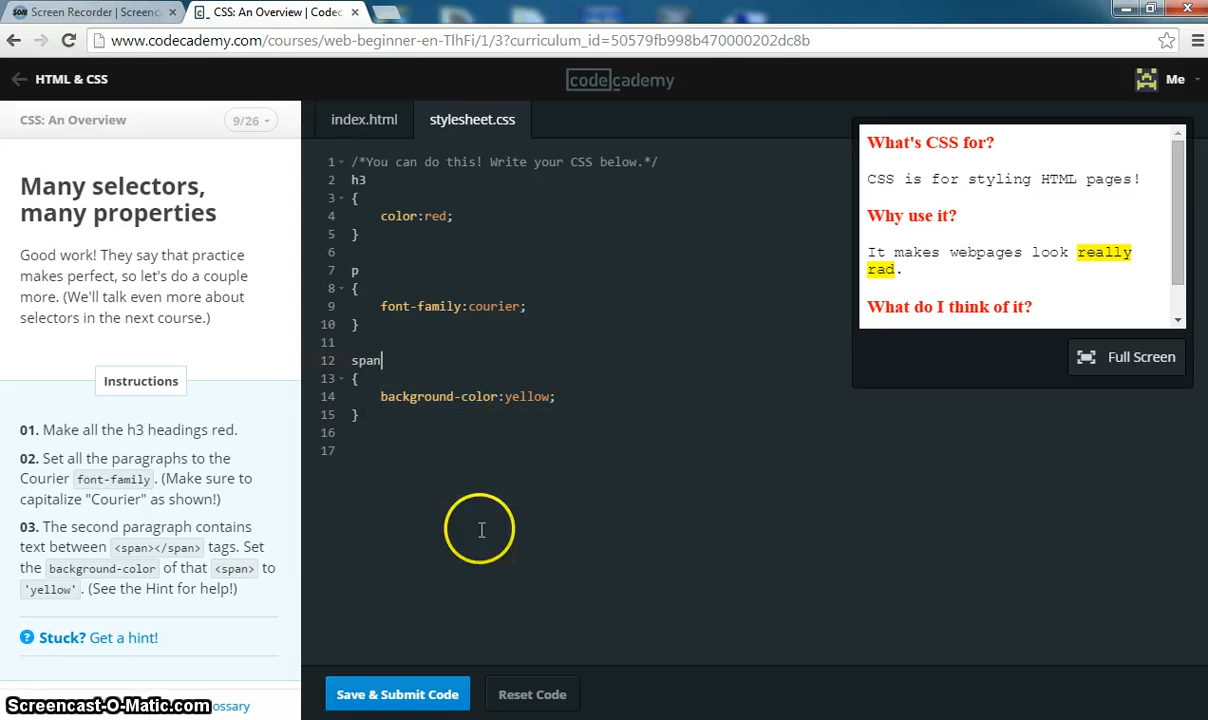 Screen Recorder | Screenc
CSS: An Overview | Codec
www.codecademy.com/courses/web-beginner-en-TlhFi/1/3?curriculum_id=50579fb998b470000202dc8b
HTML & CSS
codecademy
Me
CSS: An Overview
9/26
Many selectors,
many properties
Good work! They say that practice
makes perfect, so let's do a couple
more. (We'll talk even more about
selectors in the next course.)
Instructions
01. Make all the h3 headings red.
02. Set all the paragraphs to the
Courier font-family. (Make sure to
capitalize "Courier" as shown!)
03. The second paragraph contains
text between <span></span> tags. Set
the background-color of that <span> to
'yellow'. (See the Hint for help!)
Stuck? Get a hint!
Screencast-O-Matic.com
ossary
index.html
stylesheet.css
1 /*You can do this! Write your CSS below.*/
2 h3
3 {
4 color:red;
5 }
6
7 p
8 {
9 font-family:courier;
10 }
11
12 span
13 {
14 background-color:yellow;
15 }
16
17
Save & Submit Code
Reset Code
What's CSS for?
CSS is for styling HTML pages!
Why use it?
It makes webpages look really
rad.
What do I think of it?
Full Screen